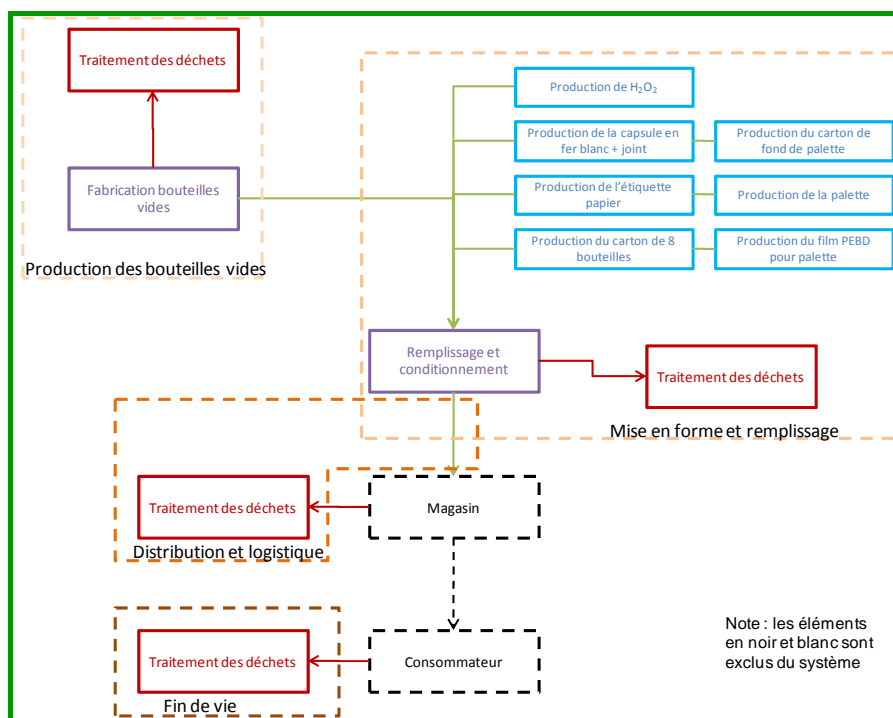 Traitement des déchets
Fabrication bouteilles
vides
Production des bouteilles vides
Production de H₂O₂
Production de la capsule en
fer blanc + joint
Production du carton de
fond de palette
Production de l'étiquette
papier
Production de la palette
Production du carton de 8
bouteilles
Production du film PEBD
pour palette
Remplissage et
conditionnement
Traitement des déchets
Mise en forme et remplissage
Traitement des déchets
Magasin
Distribution et logistique
Traitement des déchets
Consommateur
Fin de vie
Note : les éléments
en noir et blanc sont
exclus du système